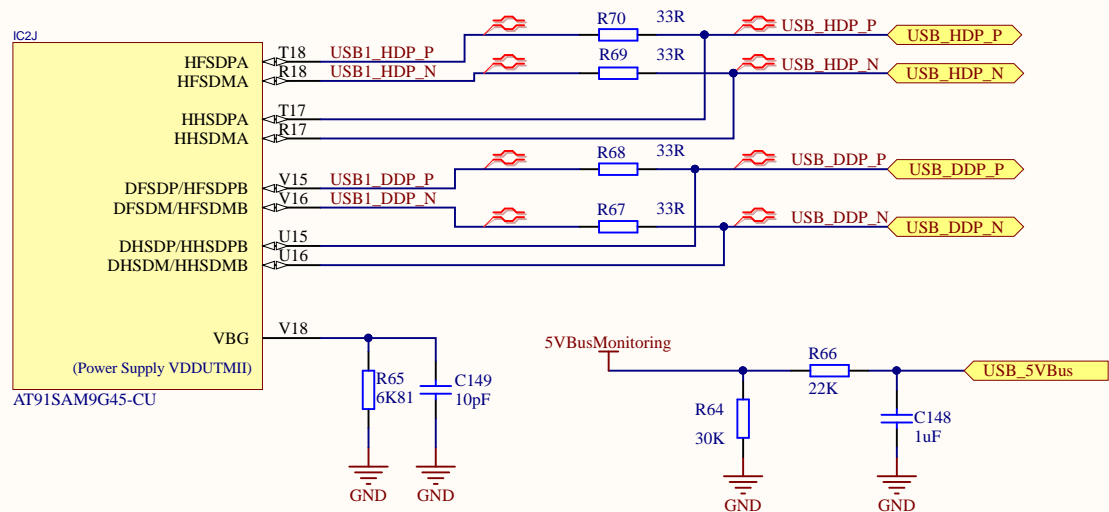 IC2J
HFSDPA T18 USB1_HDP_P R70 33R USB_HDP_P USB_HDP_P
HFSDMA R18 USB1_HDP_N R69 33R USB_HDP_N USB_HDP_N
HHSDPA T17
HHSDMA R17
DFSDP/HFSDPB V15 USB1_DDP_P R68 33R USB_DDP_P USB_DDP_P
DFSDM/HFSDMB V16 USB1_DDP_N R67 33R USB_DDP_N USB_DDP_N
DHSDP/HHSDPB U15
DHSDM/HHSDMB U16
VBG V18
(Power Supply VDDUTMII)
AT91SAM9G45-CU
R65
6K81
C149
10pF
GND
GND
5VBusMonitoring
R66
22K
USB_5VBus
R64
30K
C148
1uF
GND
GND